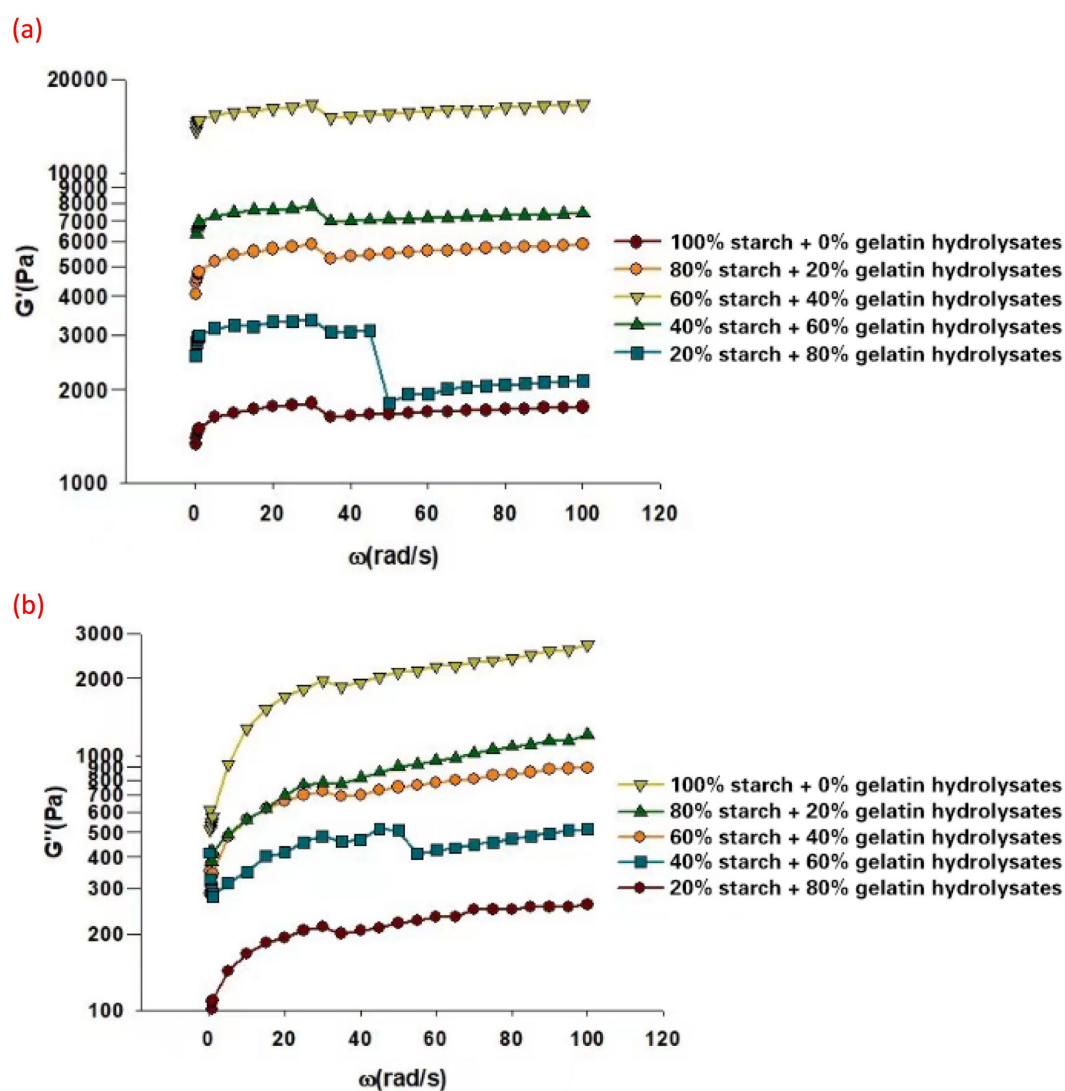 (a)
20000
10000
9000
8000
7000
6000
5000
4000
3000
2000
1000
G'(Pa)
0 20 40 60 80 100 120
ω(rad/s)
100% starch + 0% gelatin hydrolysates
80% starch + 20% gelatin hydrolysates
60% starch + 40% gelatin hydrolysates
40% starch + 60% gelatin hydrolysates
20% starch + 80% gelatin hydrolysates
(b)
3000
2000
1000
900
800
700
600
500
400
300
200
100
G''(Pa)
0 20 40 60 80 100 120
ω(rad/s)
100% starch + 0% gelatin hydrolysates
80% starch + 20% gelatin hydrolysates
60% starch + 40% gelatin hydrolysates
40% starch + 60% gelatin hydrolysates
20% starch + 80% gelatin hydrolysates